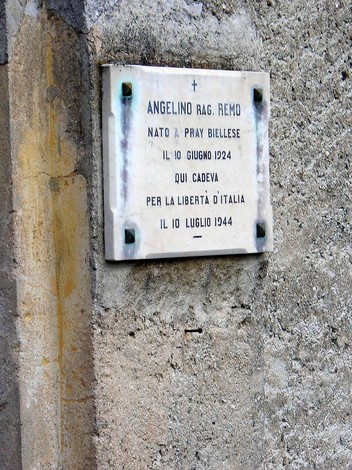 ANGELINO RAG. REMO
NATO A PRAY BIELLESE
IL 10 GIUGNO 1924
QUI CADEVA
PER LA LIBERTÀ D'ITALIA
IL 10 LUGLIO 1944